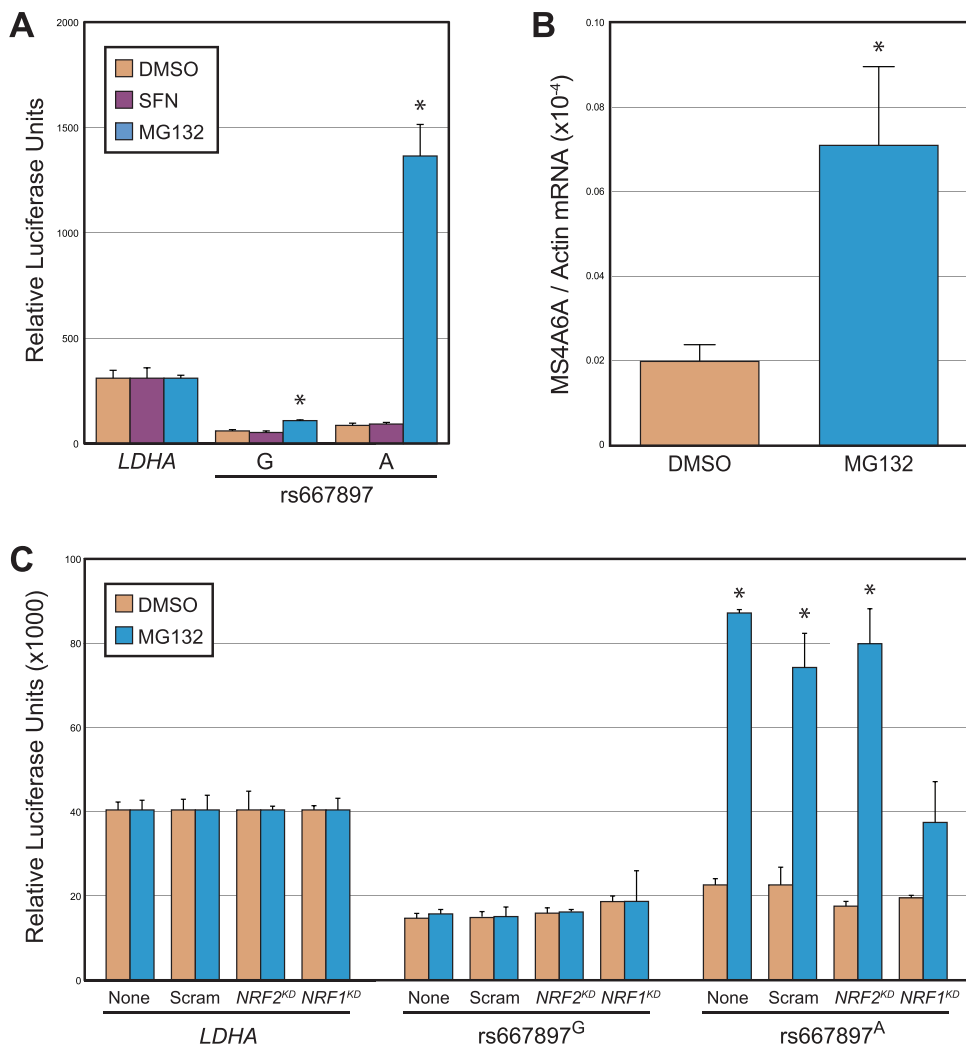 A
Relative Luciferase Units
2000
1500
1000
500
0
DMSO
SFN
MG132
*
*
LDHA G A
rs667897
B
MS4A6A / Actin mRNA (x10-4)
0.10
0.08
0.06
0.04
0.02
0
*
DMSO MG132
C
Relative Luciferase Units (x1000)
100
80
60
40
20
0
DMSO
MG132
* * *
None Scram NRF2KD NRF1KD None Scram NRF2KD NRF1KD None Scram NRF2KD NRF1KD
LDHA rs667897G rs667897A